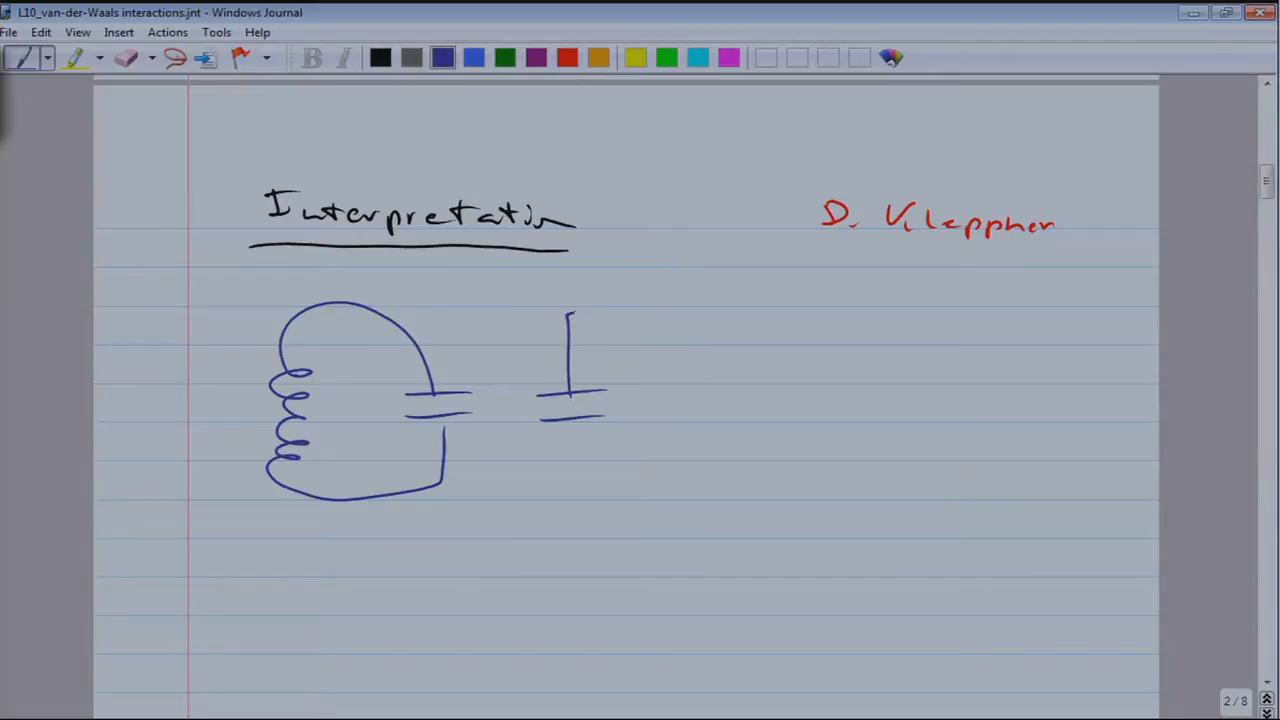 L10_van-der-Waals interactions.jnt - Windows Journal
File Edit View Insert Actions Tools Help
B I
Interpretation D. Kleppner
2 / 8